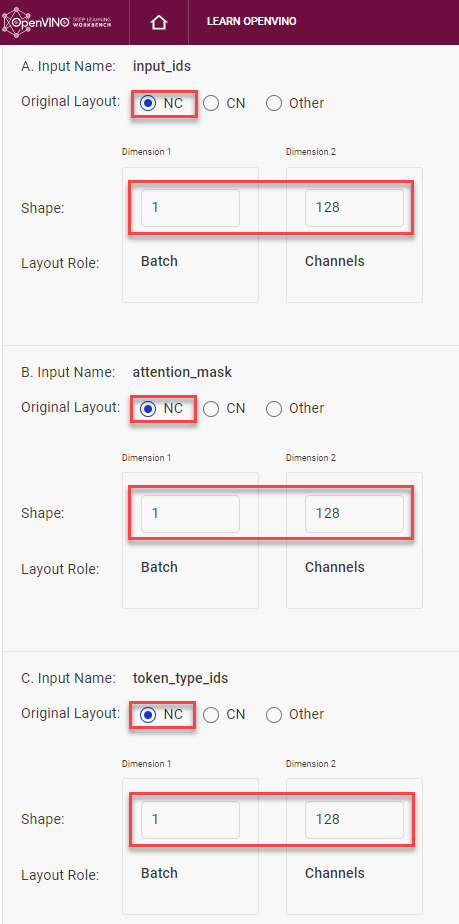 OpenVINO DEEP LEARNING WORKBENCH LEARN OPENVINO
A. Input Name: input_ids
Original Layout: NC CN Other
Dimension 1 Dimension 2
Shape: 1 128
Layout Role: Batch Channels
B. Input Name: attention_mask
Original Layout: NC CN Other
Dimension 1 Dimension 2
Shape: 1 128
Layout Role: Batch Channels
C. Input Name: token_type_ids
Original Layout: NC CN Other
Dimension 1 Dimension 2
Shape: 1 128
Layout Role: Batch Channels